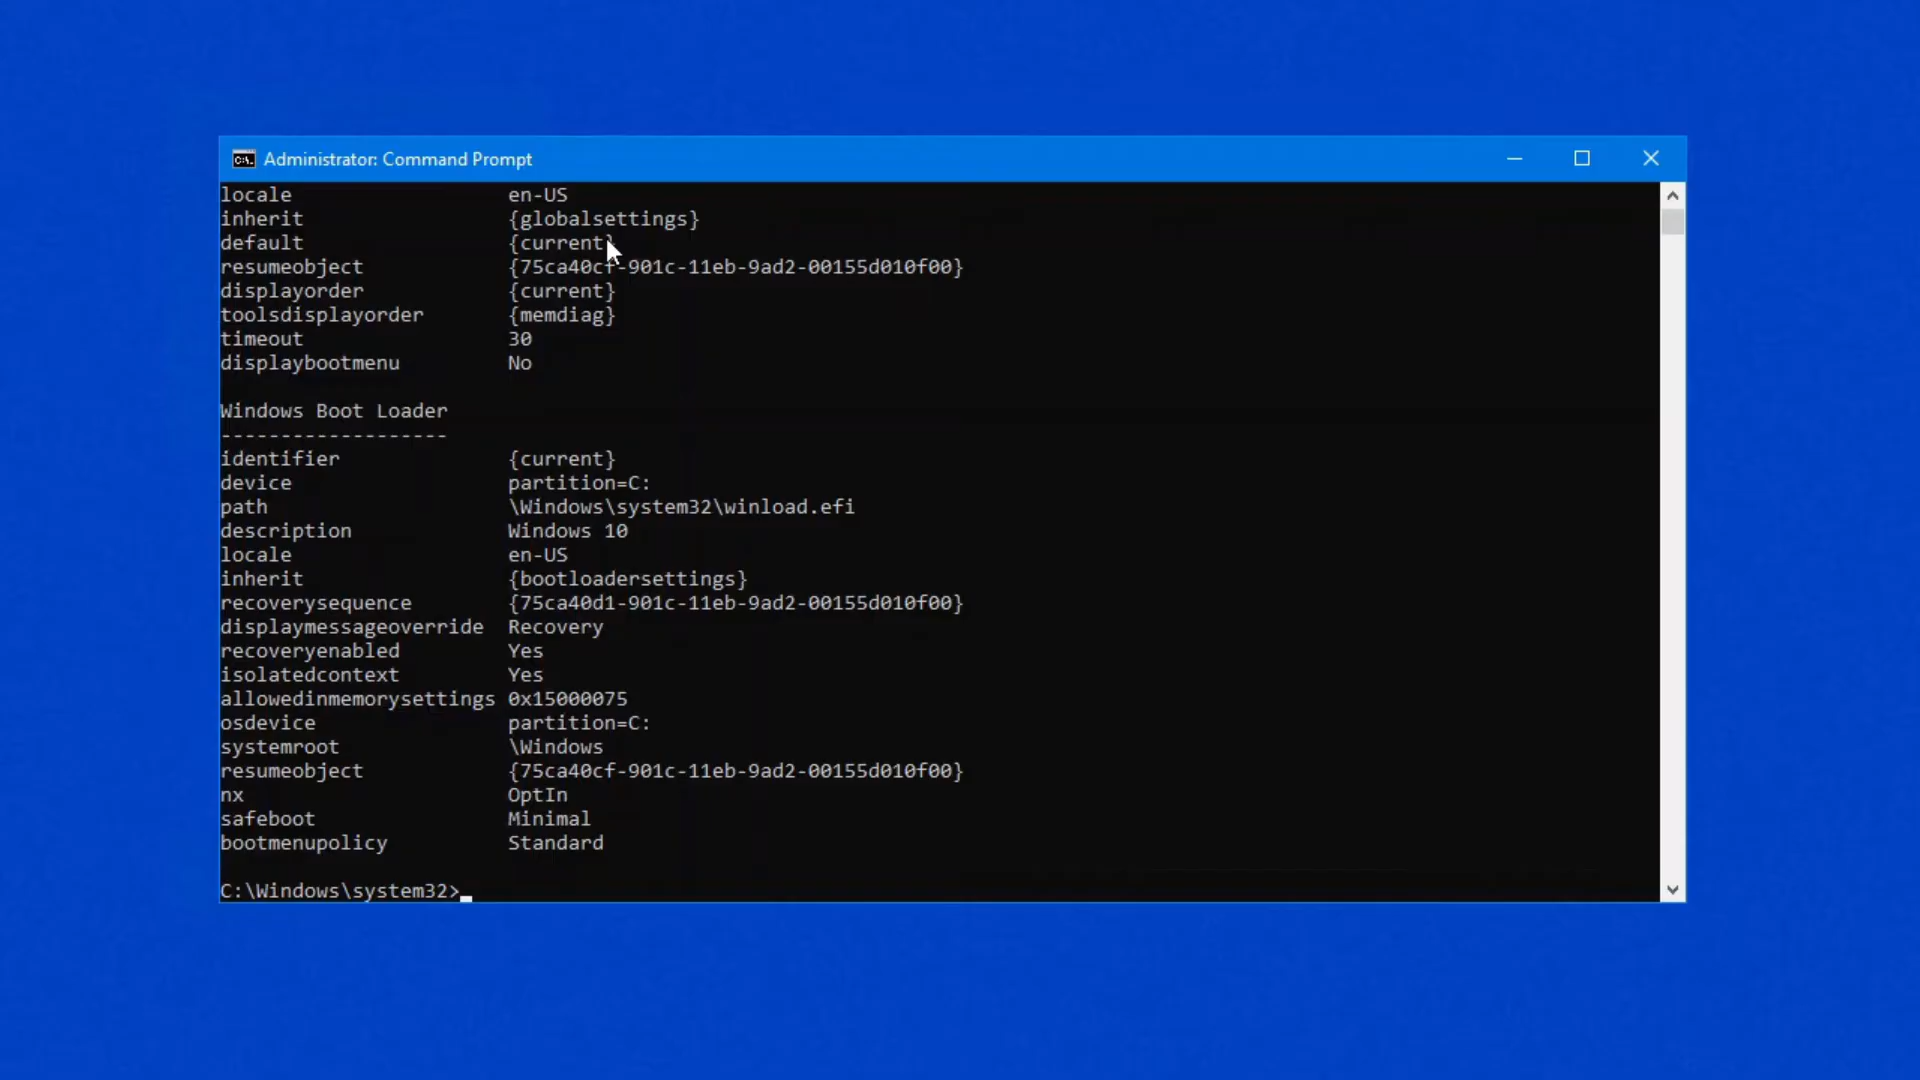 Administrator: Command Prompt
locale                  en-US
inherit                 {globalsettings}
default                 {current}
resumeobject            {75ca40cf-901c-11eb-9ad2-00155d010f00}
displayorder            {current}
toolsdisplayorder       {memdiag}
timeout                 30
displaybootmenu         No
Windows Boot Loader
-------------------
identifier              {current}
device                  partition=C:
path                    \Windows\system32\winload.efi
description             Windows 10
locale                  en-US
inherit                 {bootloadersettings}
recoverysequence        {75ca40d1-901c-11eb-9ad2-00155d010f00}
displaymessageoverride  Recovery
recoveryenabled         Yes
isolatedcontext         Yes
allowedinmemorysettings 0x15000075
osdevice                partition=C:
systemroot              \Windows
resumeobject            {75ca40cf-901c-11eb-9ad2-00155d010f00}
nx                      OptIn
safeboot                Minimal
bootmenupolicy          Standard
C:\Windows\system32>